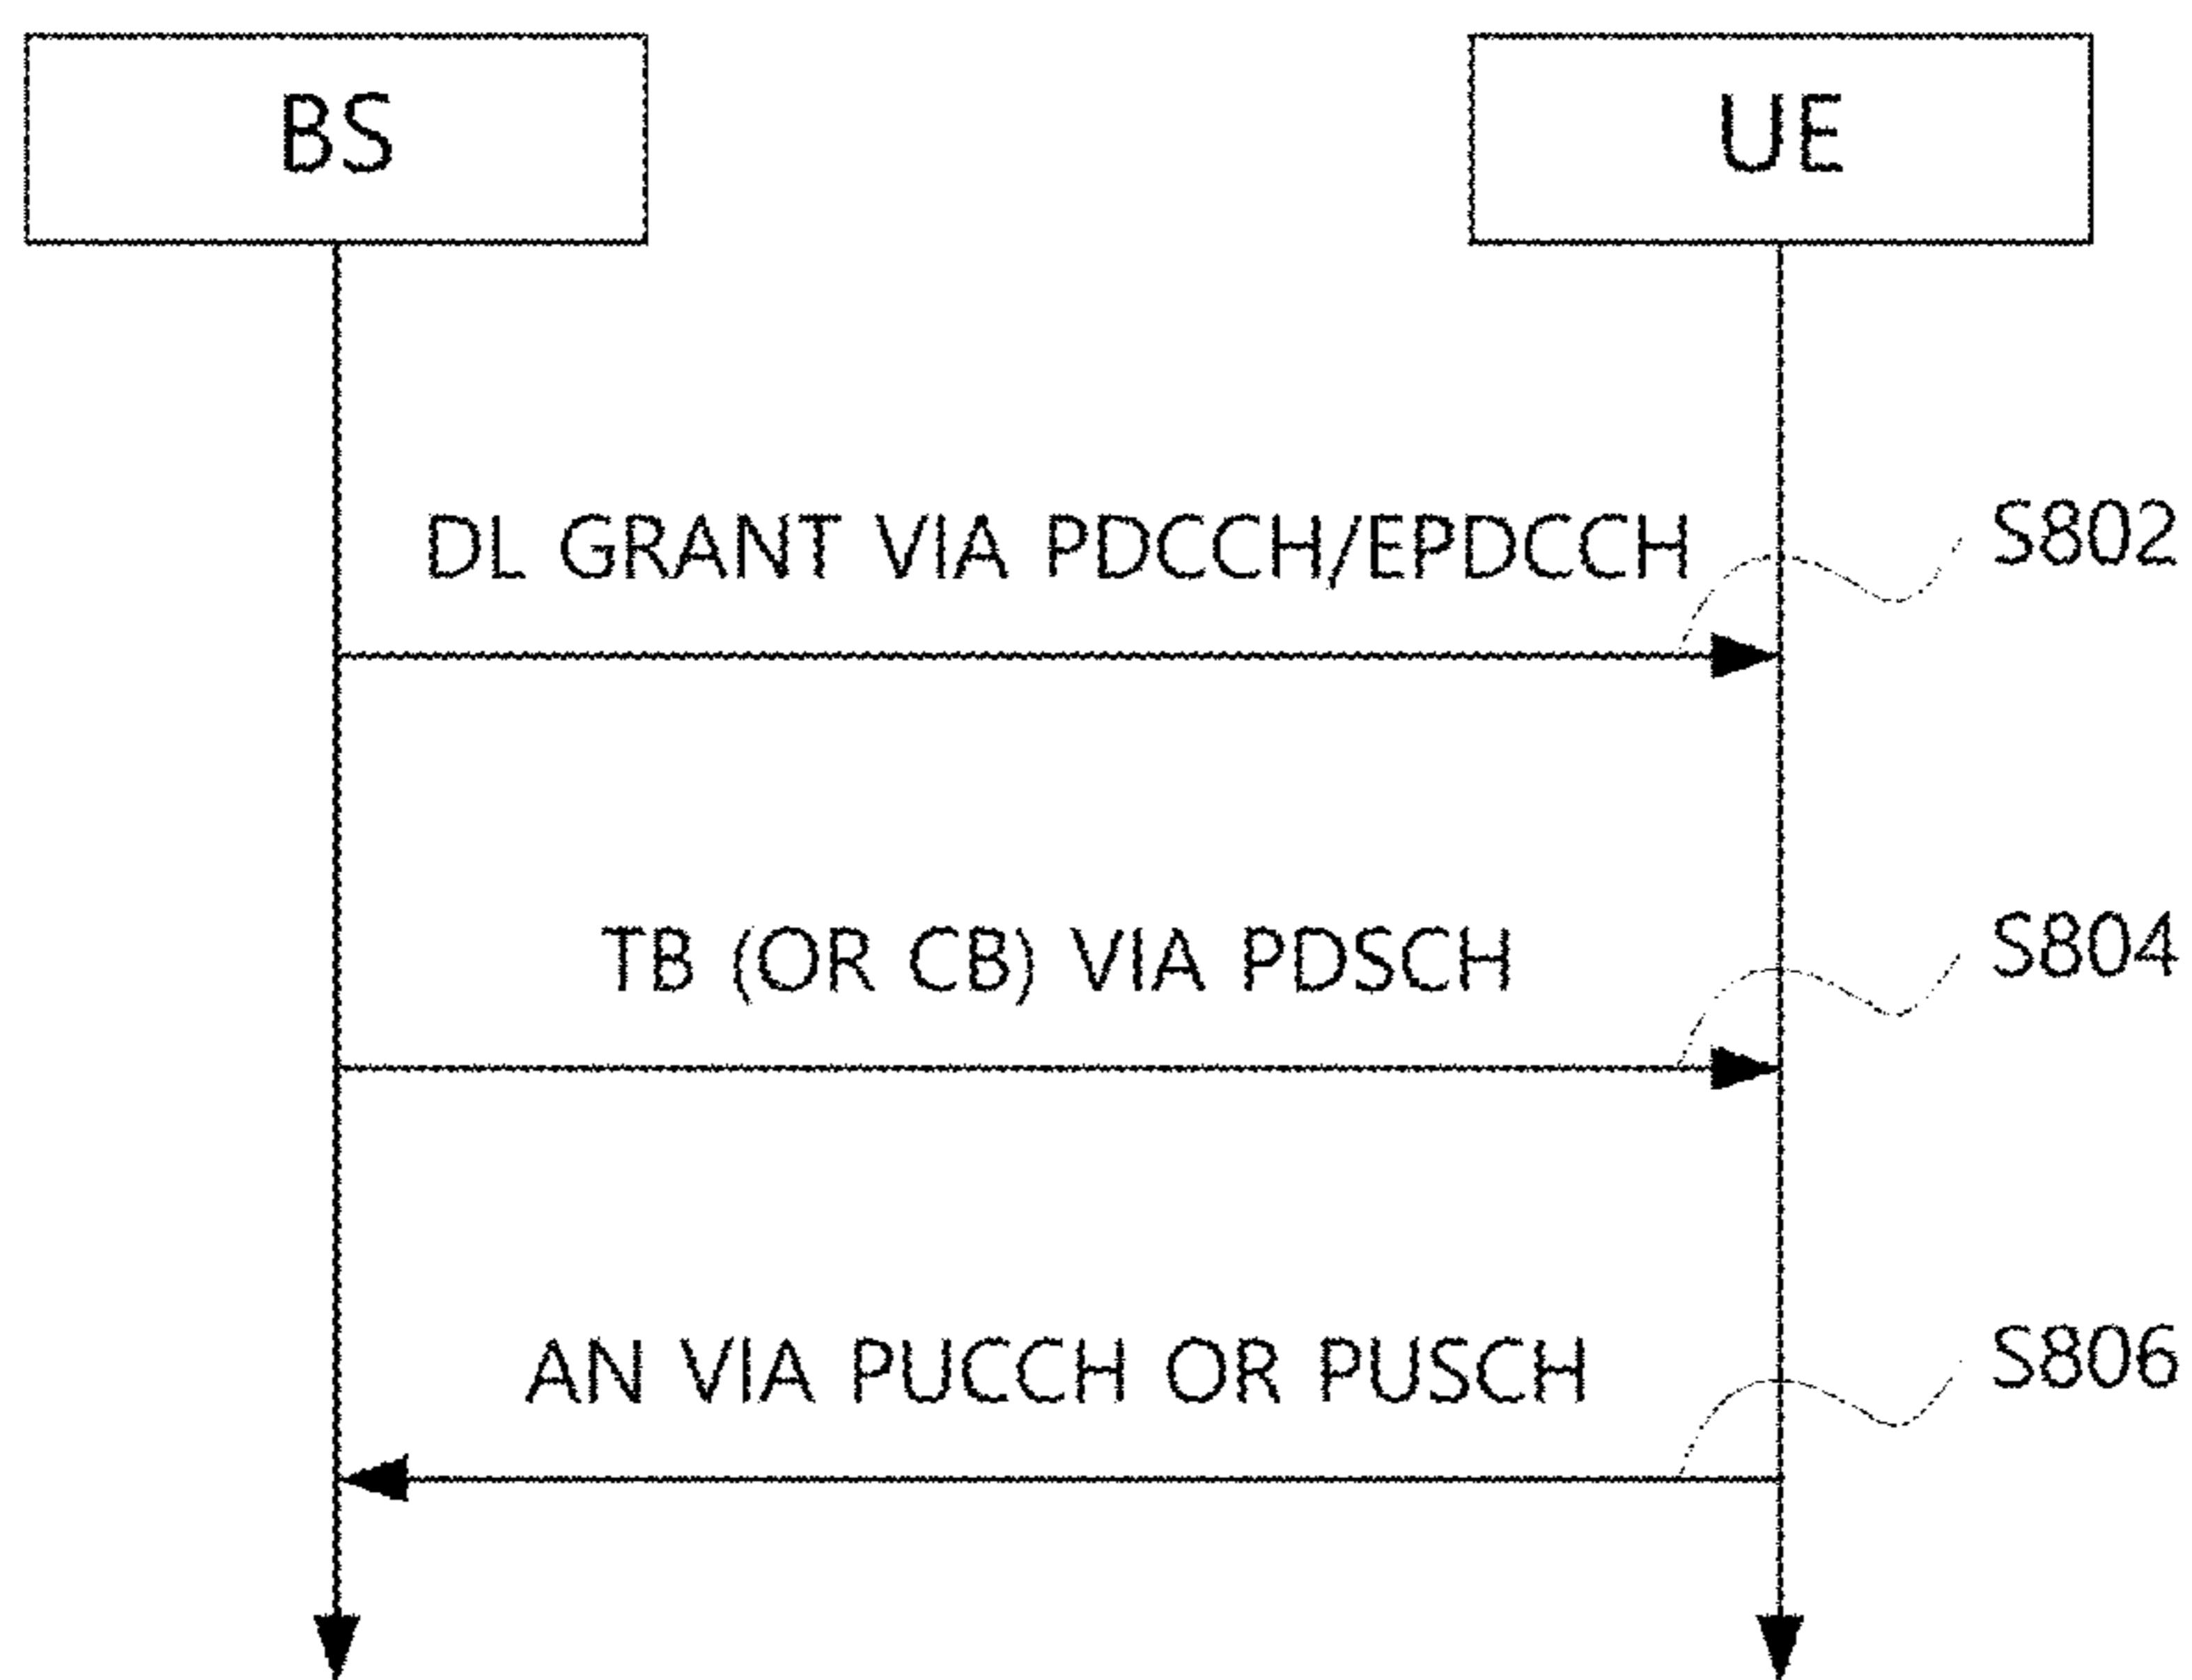 BS
UE
DL GRANT VIA PDCCH/EPDCCH
S802
TB (OR CB) VIA PDSCH
S804
AN VIA PUCCH OR PUSCH
S806